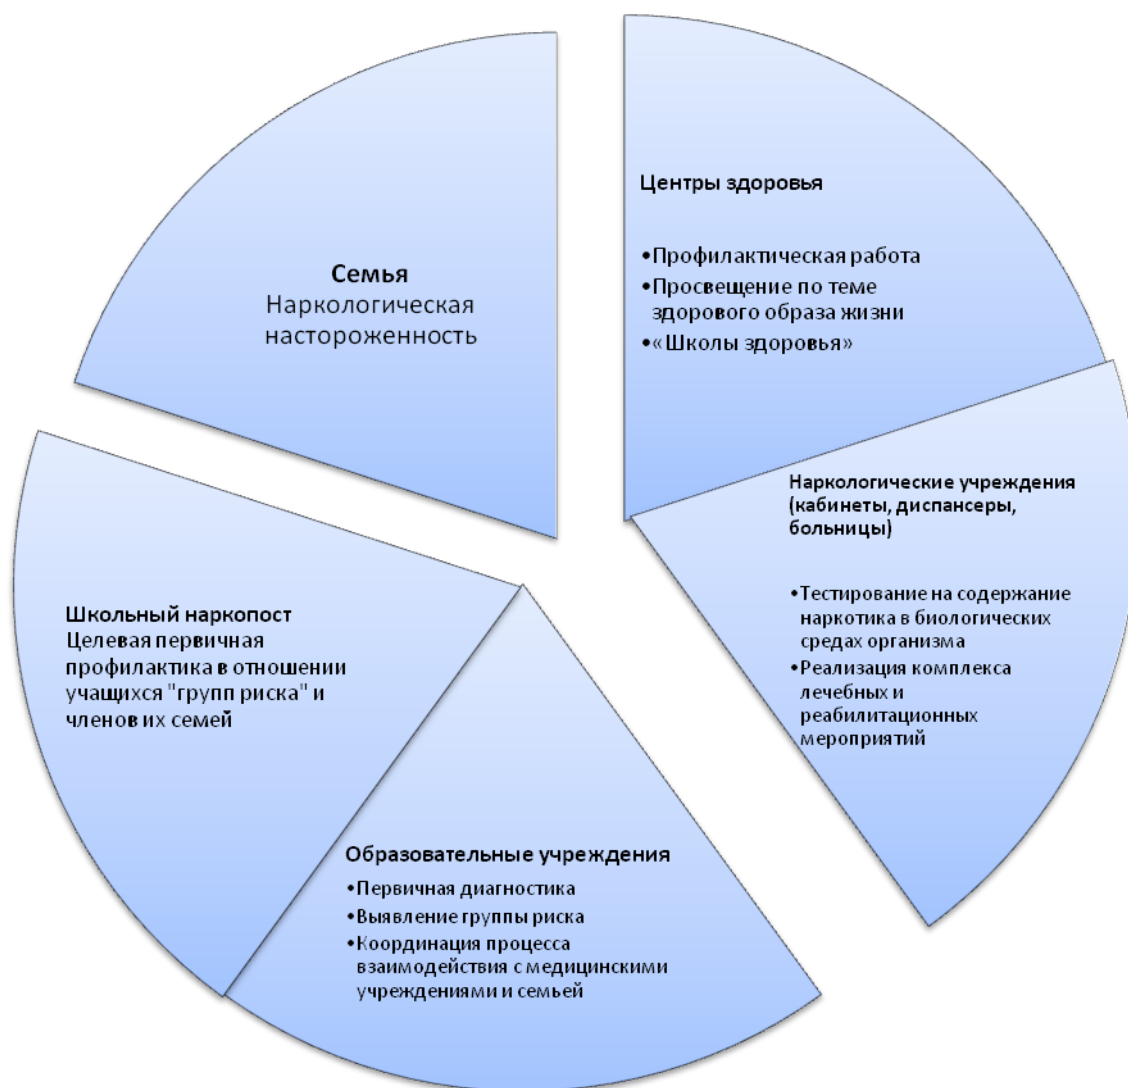 Семья
Наркологическая
настороженность
Центры здоровья
•Профилактическая работа
•Просвещение по теме
здорового образа жизни
•«Школы здоровья»
Наркологические учреждения
(кабинеты, диспансеры,
больницы)
•Тестирование на содержание
наркотика в биологических
средах организма
•Реализация комплекса
лечебных и
реабилитационных
мероприятий
Образовательные учреждения
•Первичная диагностика
•Выявление группы риска
•Координация процесса
взаимодействия с медицинскими
учреждениями и семьей
Школьный наркопост
Целевая первичная
профилактика в отношении
учащихся "групп риска" и
членов их семей